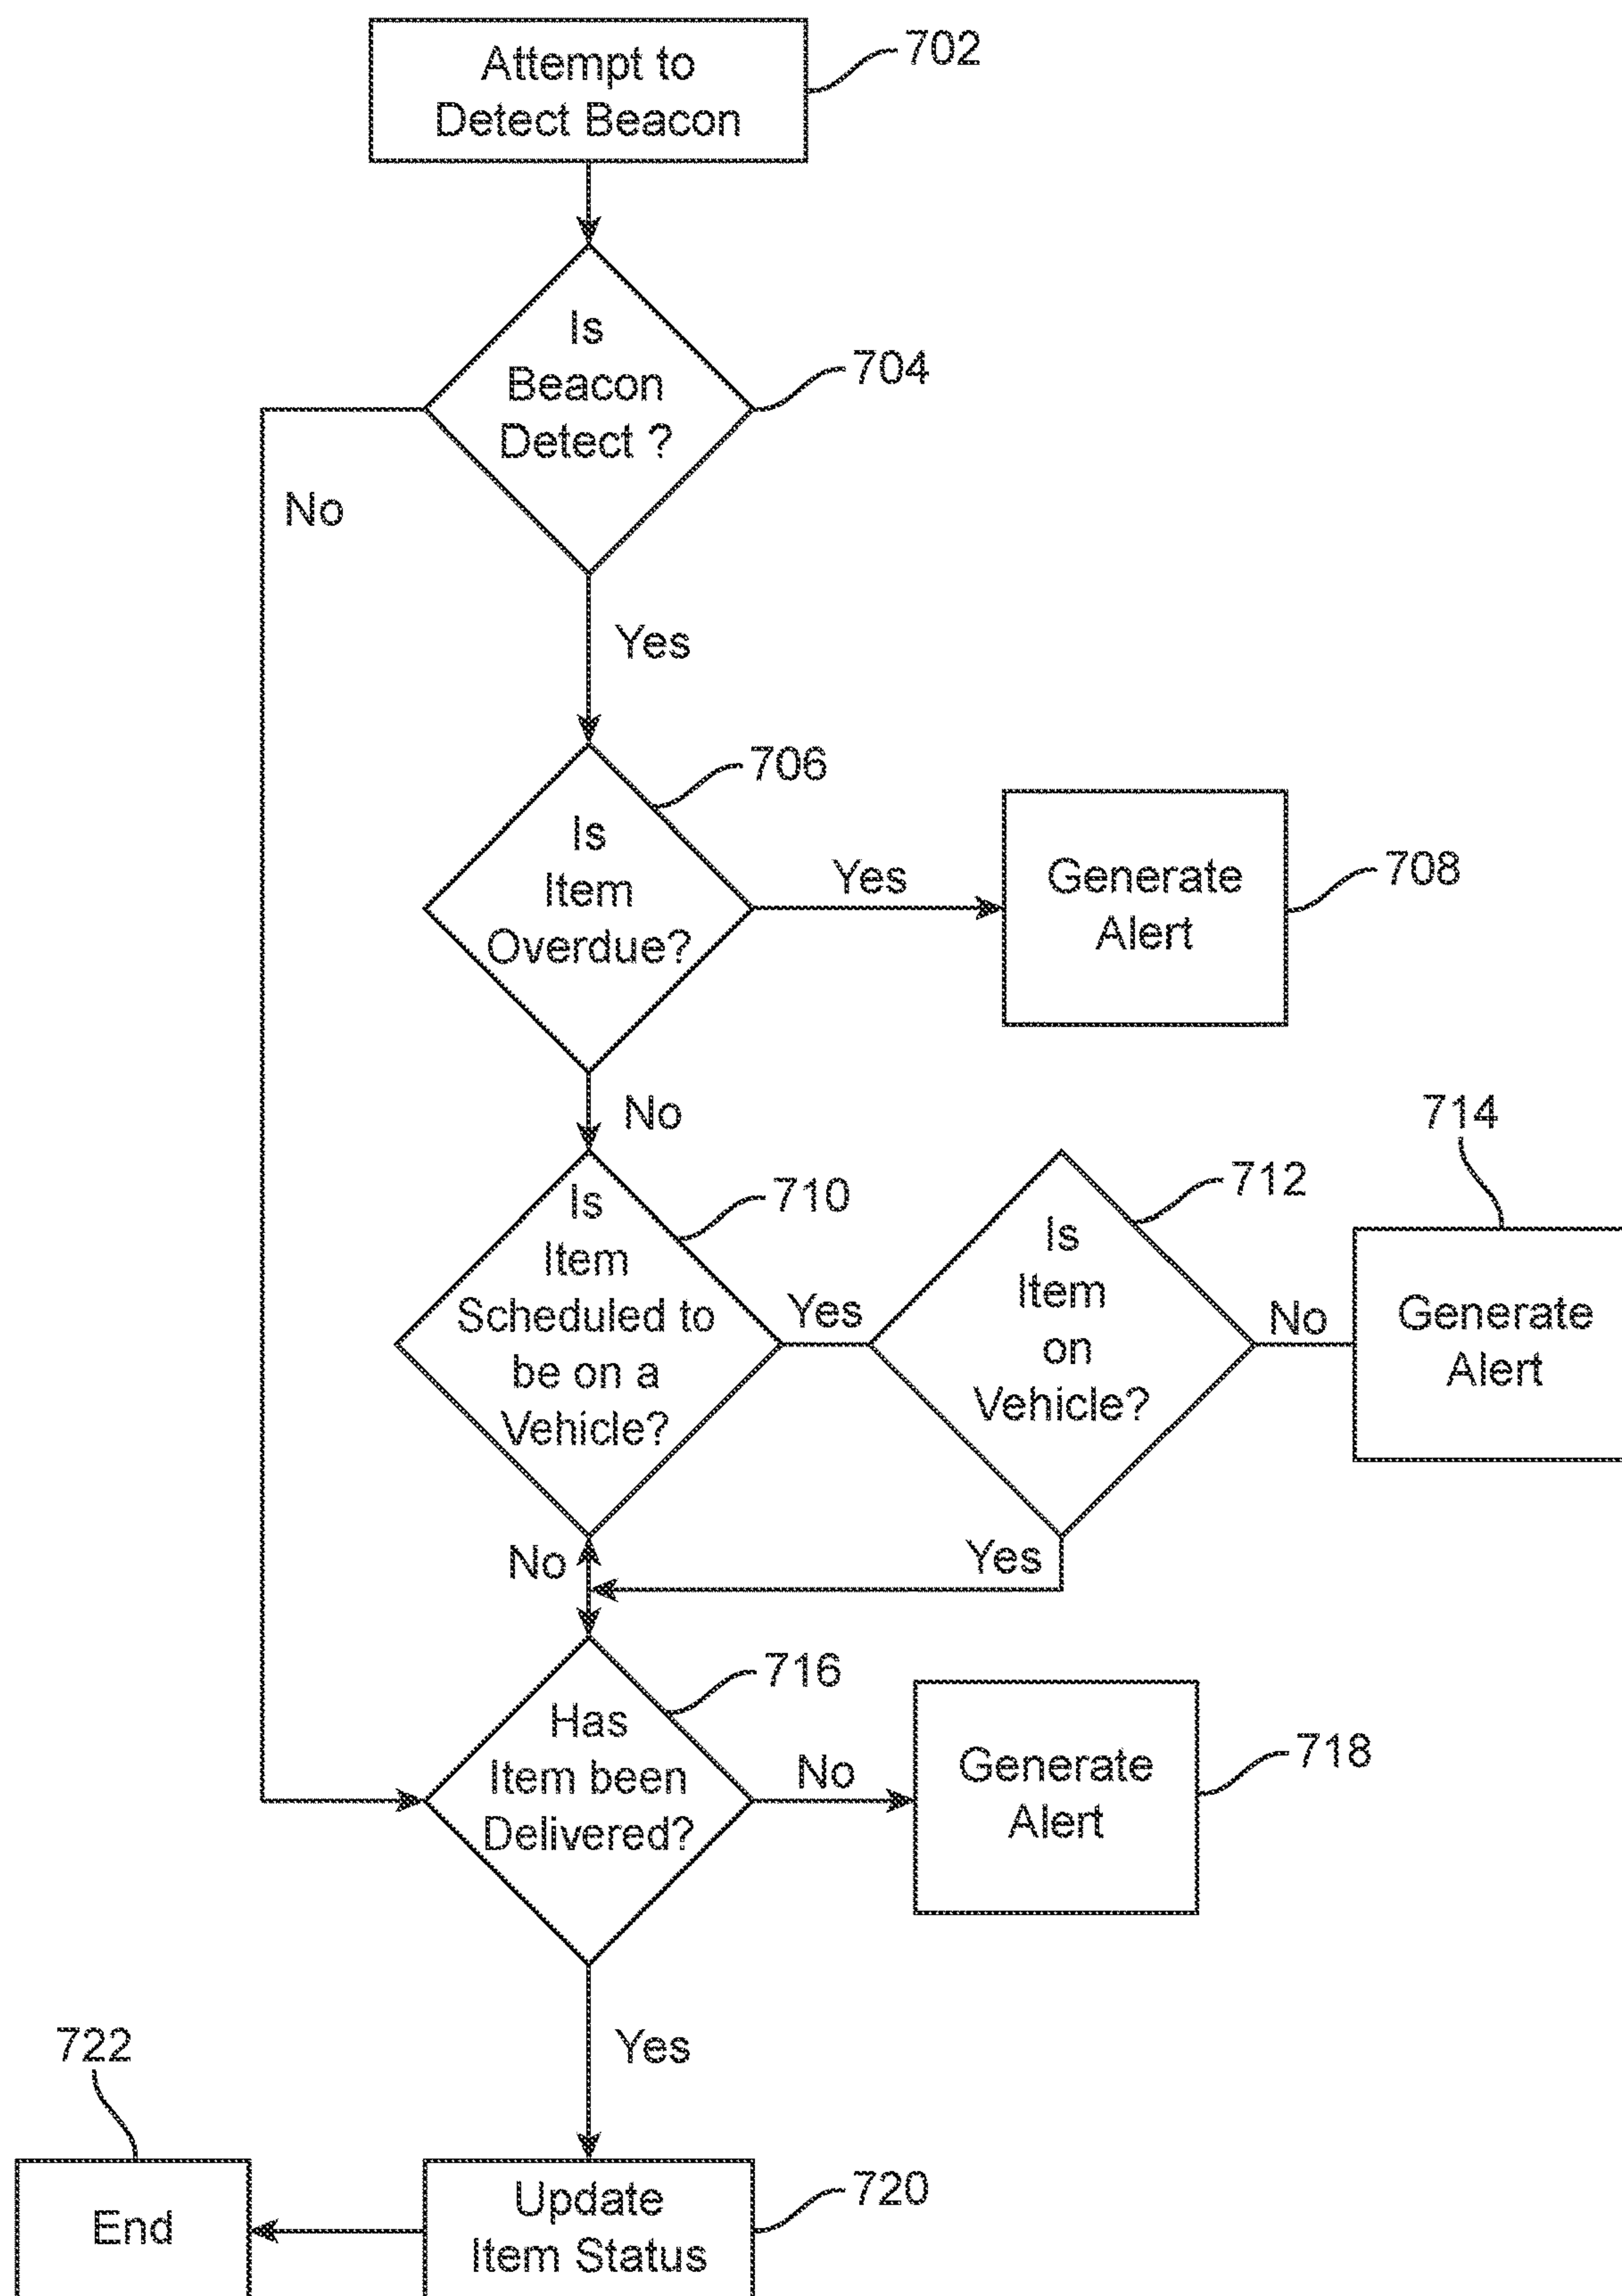 Attempt to
Detect Beacon
702
Is
Beacon
Detect ?
704
No
Yes
706
Is
Item
Overdue?
Yes
Generate
Alert
708
No
710
Is
Item
Scheduled to
be on a
Vehicle?
Yes
712
Is
Item
on
Vehicle?
No
714
Generate
Alert
No
Yes
716
Has
Item been
Delivered?
No
Generate
Alert
718
Yes
722
End
Update
Item Status
720